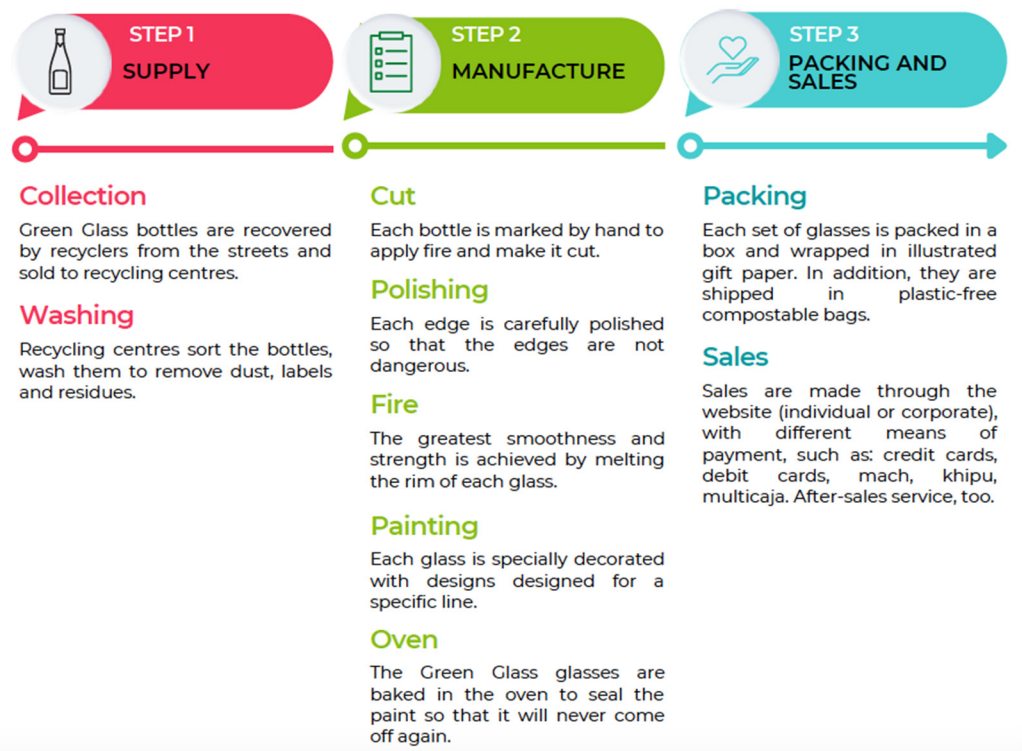 STEP 1
SUPPLY
Collection
Green Glass bottles are recovered
by recyclers from the streets and
sold to recycling centres.
Washing
Recycling centres sort the bottles,
wash them to remove dust, labels
and residues.
STEP 2
MANUFACTURE
Cut
Each bottle is marked by hand to
apply fire and make it cut.
Polishing
Each edge is carefully polished
so that the edges are not
dangerous.
Fire
The greatest smoothness and
strength is achieved by melting
the rim of each glass.
Painting
Each glass is specially decorated
with designs designed for a
specific line.
Oven
The Green Glass glasses are
baked in the oven to seal the
paint so that it will never come
off again.
STEP 3
PACKING AND
SALES
Packing
Each set of glasses is packed in a
box and wrapped in illustrated
gift paper. In addition, they are
shipped in plastic-free
compostable bags.
Sales
Sales are made through the
website (individual or corporate),
with different means of
payment, such as: credit cards,
debit cards, mach, khipu,
multicaja. After-sales service, too.